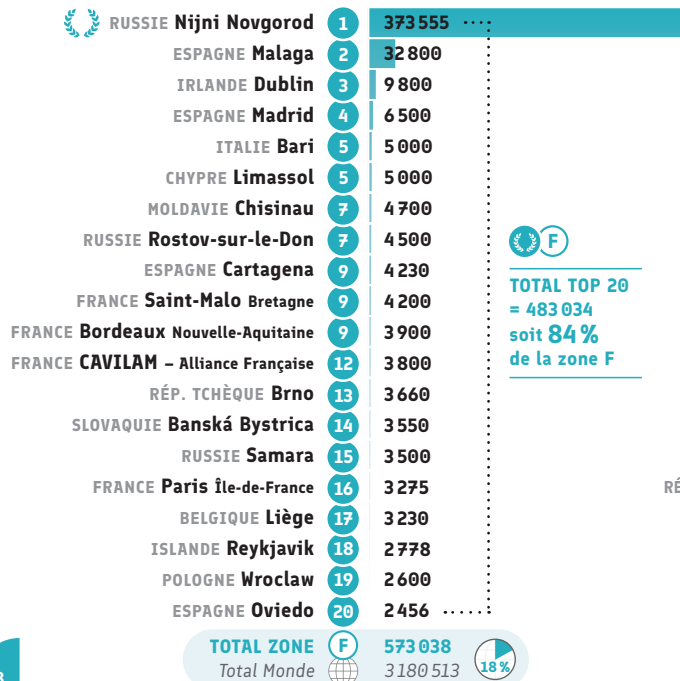 RUSSIE Nijni Novgorod 1 373 555
ESPAGNE Malaga 2 32 800
IRLANDE Dublin 3 9 800
ESPAGNE Madrid 4 6 500
ITALIE Bari 5 5 000
CHYPRE Limassol 5 5 000
MOLDAVIE Chisinau 7 4 700
RUSSIE Rostov-sur-le-Don 7 4 500
ESPAGNE Cartagena 9 4 230
FRANCE Saint-Malo Bretagne 9 4 200
FRANCE Bordeaux Nouvelle-Aquitaine 9 3 900
FRANCE CAVILAM – Alliance Française 12 3 800
RÉP. TCHÈQUE Brno 13 3 660
SLOVAQUIE Banská Bystrica 14 3 550
RUSSIE Samara 15 3 500
FRANCE Paris Île-de-France 16 3 275
BELGIQUE Liège 17 3 230
ISLANDE Reykjavik 18 2 778
POLOGNE Wroclaw 19 2 600
ESPAGNE Oviedo 20 2 456
TOTAL ZONE F 573 038
Total Monde 3 180 513 18 %
F
TOTAL TOP 20
= 483 034
soit 84 %
de la zone F
RÉ